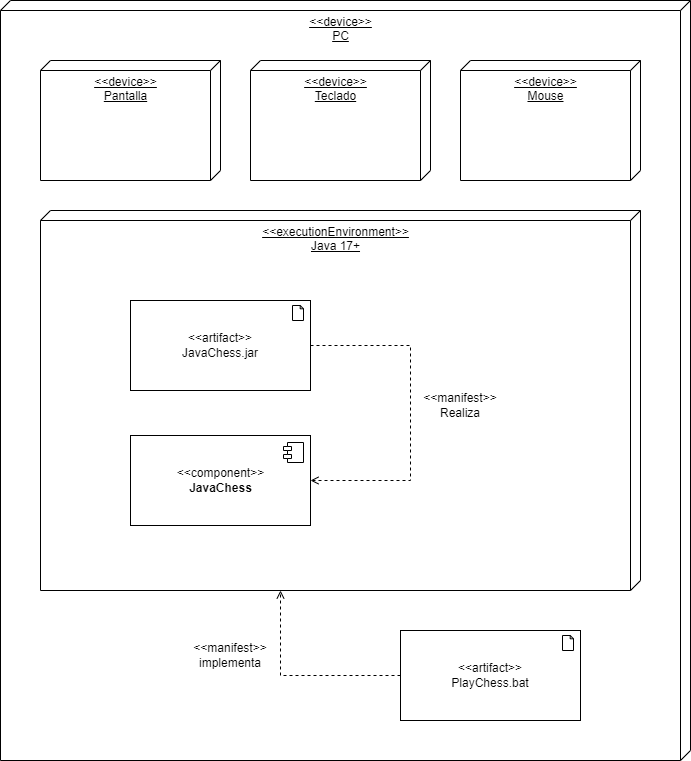 <<device>>
PC
<<device>>
Pantalla
<<device>>
Teclado
<<device>>
Mouse
<<executionEnvironment>>
Java 17+
<<artifact>>
JavaChess.jar
<<manifest>>
Realiza
<<component>>
JavaChess
<<manifest>>
implementa
<<artifact>>
PlayChess.bat